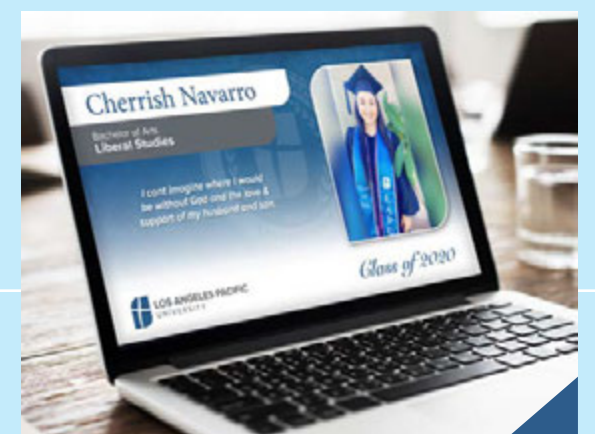 Cherrish Navarro
Bachelor of Arts
Liberal Studies
I cant imagine where I would
be without God and the love &
support of my husband and son.
Class of 2020
LOS ANGELES PACIFIC
UNIVERSITY